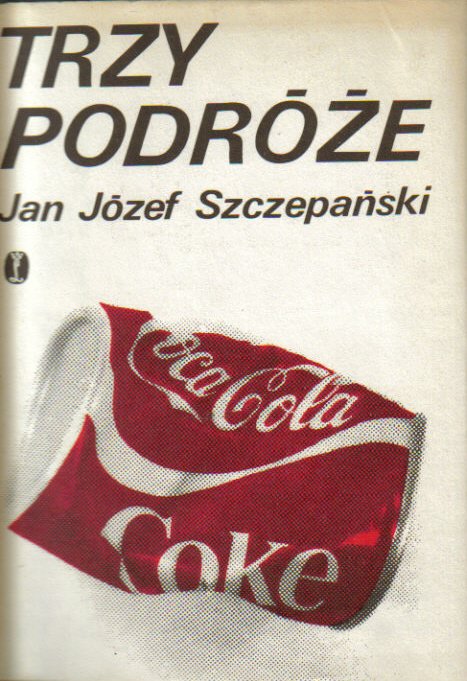 TRZY
PODRÓŻE
Jan Józef Szczepański
Coca Cola
Coke